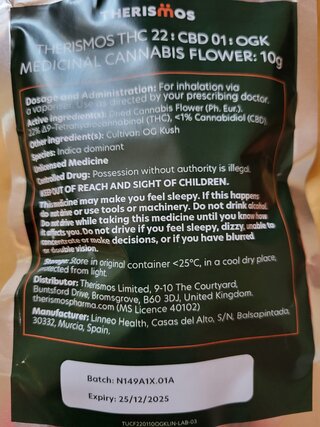 THERISMOS
THERISMOS THC 22 : CBD 01 : OGK
MEDICINAL CANNABIS FLOWER: 10g
Dosage and Administration: For inhalation via
a vaporiser. Use as directed by your prescribing doctor.
Active ingredient(s): Dried Cannabis Flower (Ph. Eur.),
22% Δ9-Tetrahydrocannabinol (THC), <1% Cannabidiol (CBD)
Other ingredient(s): Cultivar OG Kush
Species: Indica dominant
Unlicensed Medicine
Controlled Drug: Possession without authority is illegal.
KEEP OUT OF REACH AND SIGHT OF CHILDREN.
This medicine may make you feel sleepy. If this happens
do not drive or use tools or machinery. Do not drink alcohol.
Do not drive while taking this medicine until you know how
it affects you. Do not drive if you feel sleepy, dizzy, unable to
concentrate or make decisions, or if you have blurred
or double vision.
Storage: Store in original container <25°C, in a cool dry place,
protected from light.
Distributor: Therismos Limited, 9-10 The Courtyard,
Buntsford Drive, Bromsgrove, B60 3DJ, United Kingdom.
therismospharma.com (MS Licence 40102)
Manufacturer: Linneo Health, Casas del Alto, S/N, Balsapintada,
30332, Murcia, Spain,
Batch: N149A1X.01A
Expiry: 25/12/2025
TUCF220110OGKLIN-LAB-03